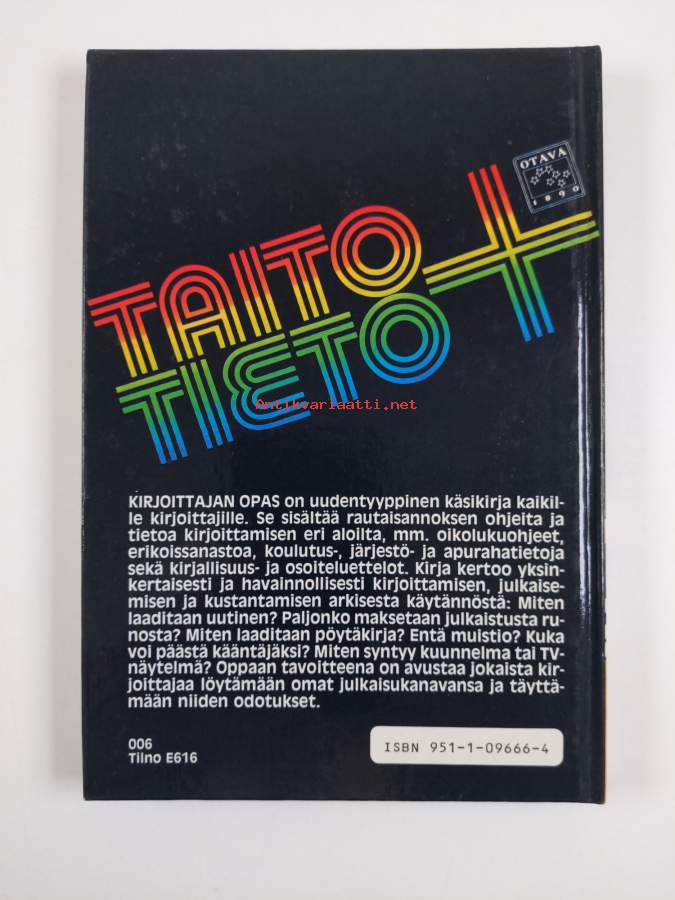 OTAVA
1890
TAITO
TIETO
Antikvariaatti.net
KIRJOITTAJAN OPAS on uudentyyppinen käsikirja kaikil-
le kirjoittajille. Se sisältää rautaisannoksen ohjeita ja
tietoa kirjoittamisen eri aloilta, mm. oikolukuohjeet,
erikoissanastoa, koulutus-, järjestö- ja apurahatietoja
sekä kirjallisuus- ja osoiteluettelot. Kirja kertoo yksin-
kertaisesti ja havainnollisesti kirjoittamisen, julkaise-
misen ja kustantamisen arkisesta käytännöstä: Miten
laaditaan uutinen? Paljonko maksetaan julkaistusta ru-
nosta? Miten laaditaan pöytäkirja? Entä muistio? Kuka
voi päästä kääntäjäksi? Miten syntyy kuunnelma tai TV-
näytelmä? Oppaan tavoitteena on avustaa jokaista kir-
joittajaa löytämään omat julkaisukanavansa ja täyttä-
mään niiden odotukset.
006
Tilno E616
ISBN 951-1-09666-4